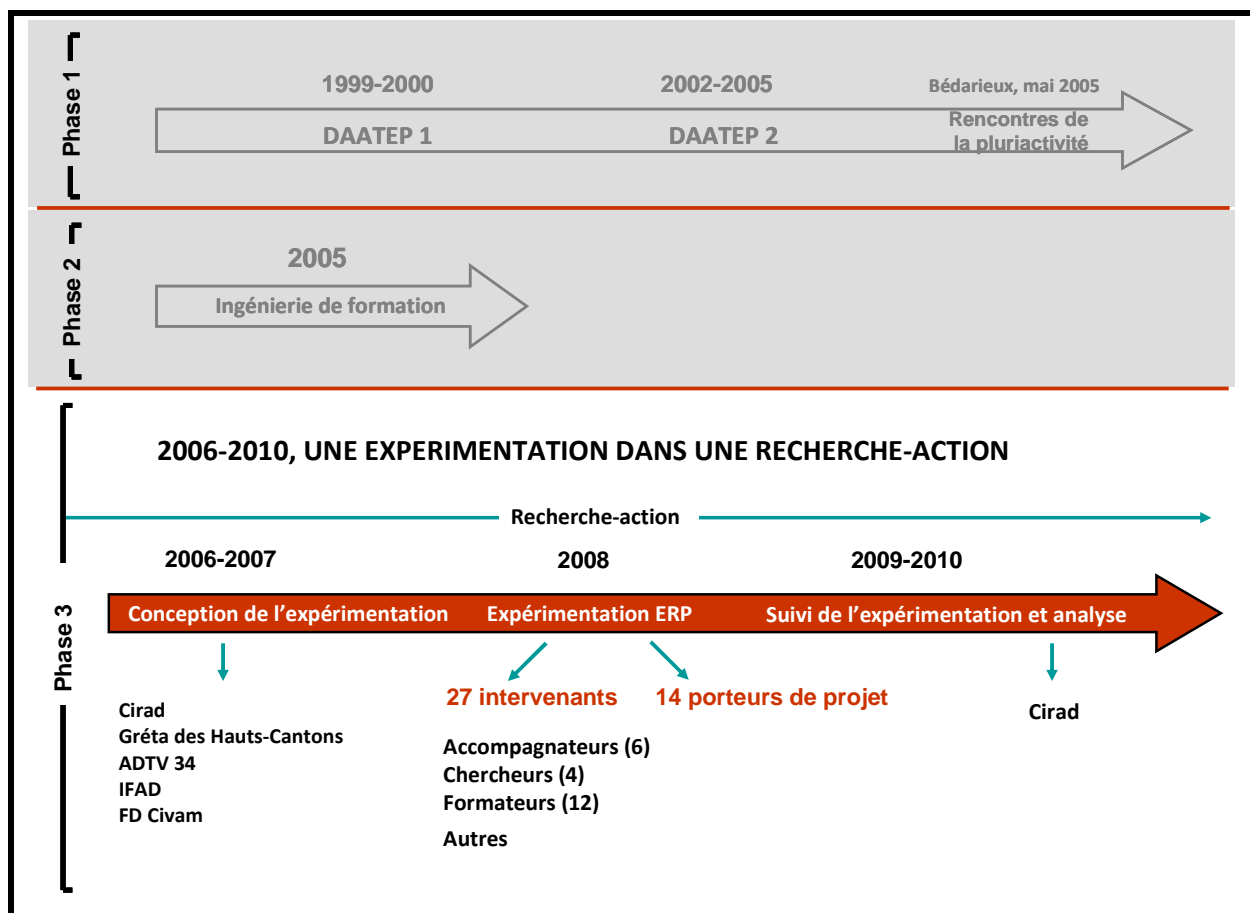 Phase 1
1999-2000
2002-2005
Bédarieux, mai 2005
DAATEP 1
DAATEP 2
Rencontres de
la pluriactivité
Phase 2
2005
Ingénierie de formation
Phase 3
2006-2010, UNE EXPERIMENTATION DANS UNE RECHERCHE-ACTION
Recherche-action
2006-2007
2008
2009-2010
Conception de l’expérimentation
Expérimentation ERP
Suivi de l’expérimentation et analyse
Cirad
Gréta des Hauts-Cantons
ADTV 34
IFAD
FD Civam
27 intervenants
14 porteurs de projet
Accompagnateurs (6)
Chercheurs (4)
Formateurs (12)
Autres
Cirad